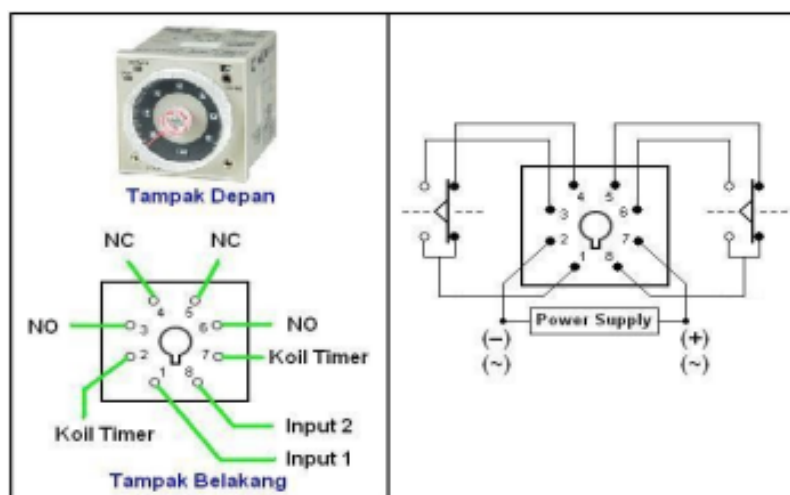 Tampak Depan
NC NC
4 5
NO 3 6 NO
2 7 Koil Timer
1 8
Koil Timer
Input 2
Input 1
Tampak Belakang
4 5
3 6
2 7
1 8
Power Supply
(−) (+)
(~) (~)